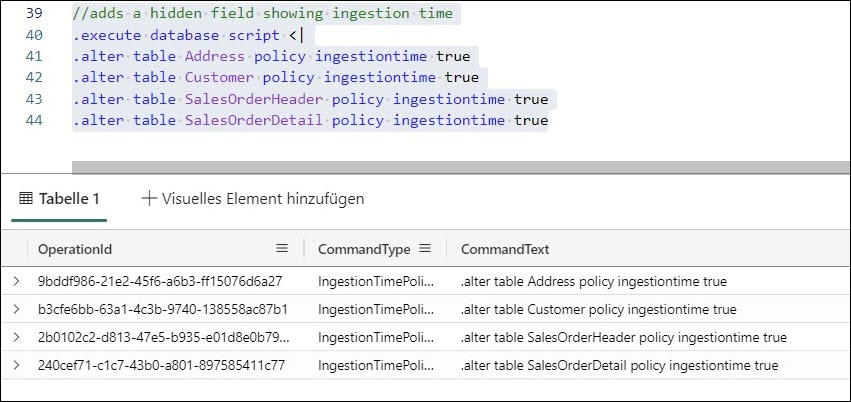 39 //adds a hidden field showing ingestion time
40 .execute database script <|
41 .alter table Address policy ingestiontime true
42 .alter table Customer policy ingestiontime true
43 .alter table SalesOrderHeader policy ingestiontime true
44 .alter table SalesOrderDetail policy ingestiontime true
Tabelle 1 Visuelles Element hinzufügen
OperationId CommandType CommandText
9bddf986-21e2-45f6-a6b3-ff15076d6a27 IngestionTimePoli... .alter table Address policy ingestiontime true
b3cfe6bb-63a1-4c3b-9740-138558ac87b1 IngestionTimePoli... .alter table Customer policy ingestiontime true
2b0102c2-d813-47e5-b935-e01d8e0b79... IngestionTimePoli... .alter table SalesOrderHeader policy ingestiontime true
240cef71-c1c7-43b0-a801-897585411c77 IngestionTimePoli... .alter table SalesOrderDetail policy ingestiontime true